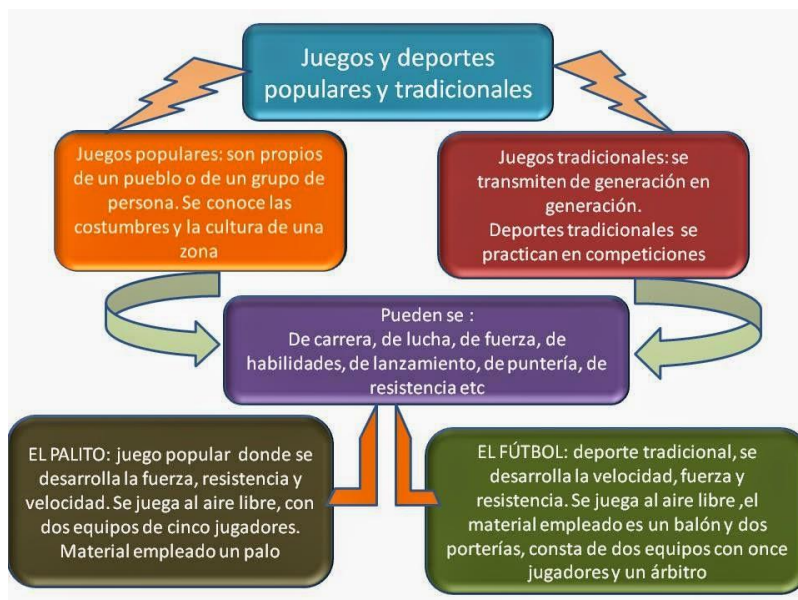 Juegos y deportes
populares y tradicionales
Juegos populares: son propios
de un pueblo o de un grupo de
persona. Se conoce las
costumbres y la cultura de una
zona
Juegos tradicionales: se
transmiten de generación en
generación.
Deportes tradicionales se
practican en competiciones
Pueden se :
De carrera, de lucha, de fuerza, de
habilidades, de lanzamiento, de puntería, de
resistencia etc
EL PALITO: juego popular donde se
desarrolla la fuerza, resistencia y
velocidad. Se juega al aire libre, con
dos equipos de cinco jugadores.
Material empleado un palo
EL FÚTBOL: deporte tradicional, se
desarrolla la velocidad, fuerza y
resistencia. Se juega al aire libre ,el
material empleado es un balón y dos
porterías, consta de dos equipos con once
jugadores y un árbitro